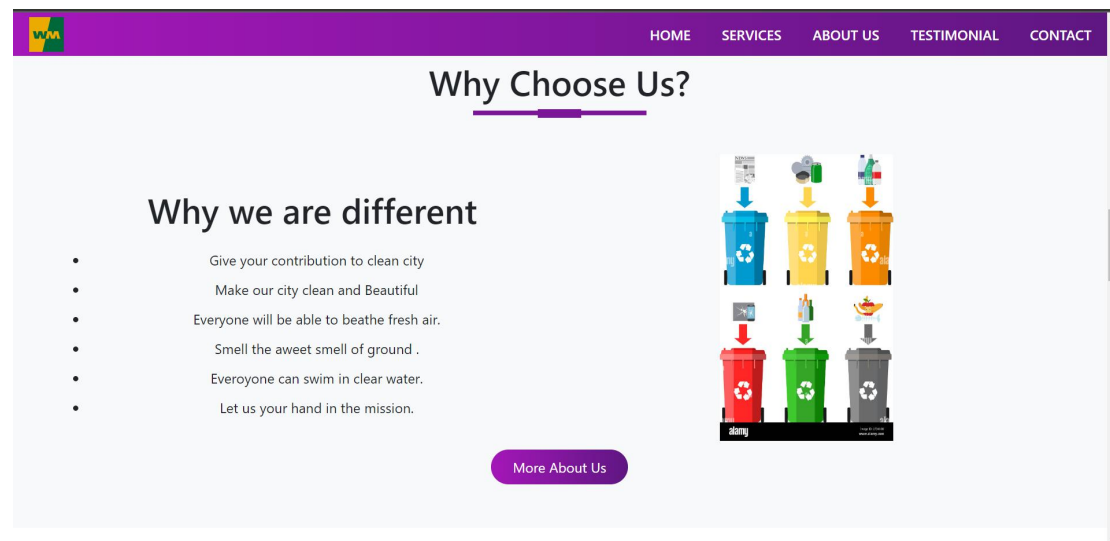 WM
HOME SERVICES ABOUT US TESTIMONIAL CONTACT
Why Choose Us?
Why we are different
Give your contribution to clean city
Make our city clean and Beautiful
Everyone will be able to beathe fresh air.
Smell the aweet smell of ground .
Everoyone can swim in clear water.
Let us your hand in the mission.
alamy
More About Us